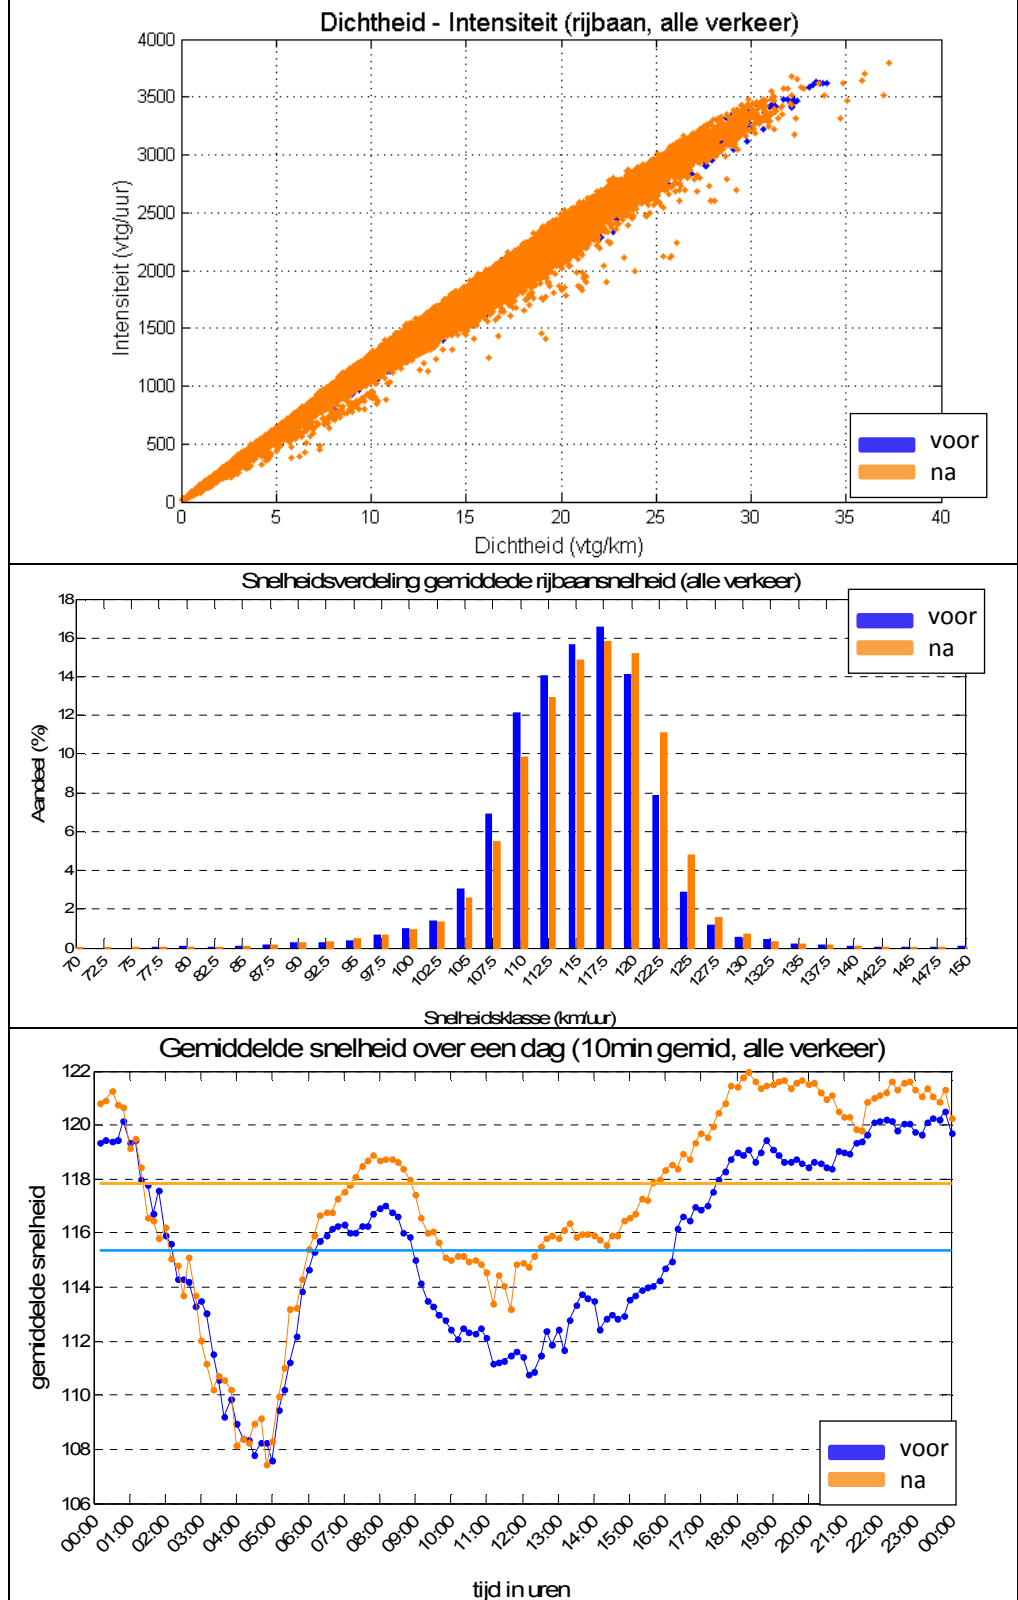 Dichtheid - Intensiteit (rijbaan, alle verkeer)
4000
3500
3000
2500
2000
1500
1000
500
0
Intensiteit (vtg/uur)
0 5 10 15 20 25 30 35 40
Dichtheid (vtg/km)
voor
na
Snelheidsverdeling gemiddede rijbaansnelheid (alle verkeer)
18
16
14
12
10
8
6
4
2
0
Aandeel (%)
70 72.5 75 77.5 80 82.5 85 87.5 90 92.5 95 97.5 100 102.5 105 107.5 110 112.5 115 117.5 120 122.5 125 127.5 130 132.5 135 137.5 140 142.5 145 147.5 150
Snelheidsklasse (km/uur)
voor
na
Gemiddelde snelheid over een dag (10min gemid, alle verkeer)
122
120
118
116
114
112
110
108
106
gemiddelde snelheid
00:00 01:00 02:00 03:00 04:00 05:00 06:00 07:00 08:00 09:00 10:00 11:00 12:00 13:00 14:00 15:00 16:00 17:00 18:00 19:00 20:00 21:00 22:00 23:00 00:00
tijd in uren
voor
na